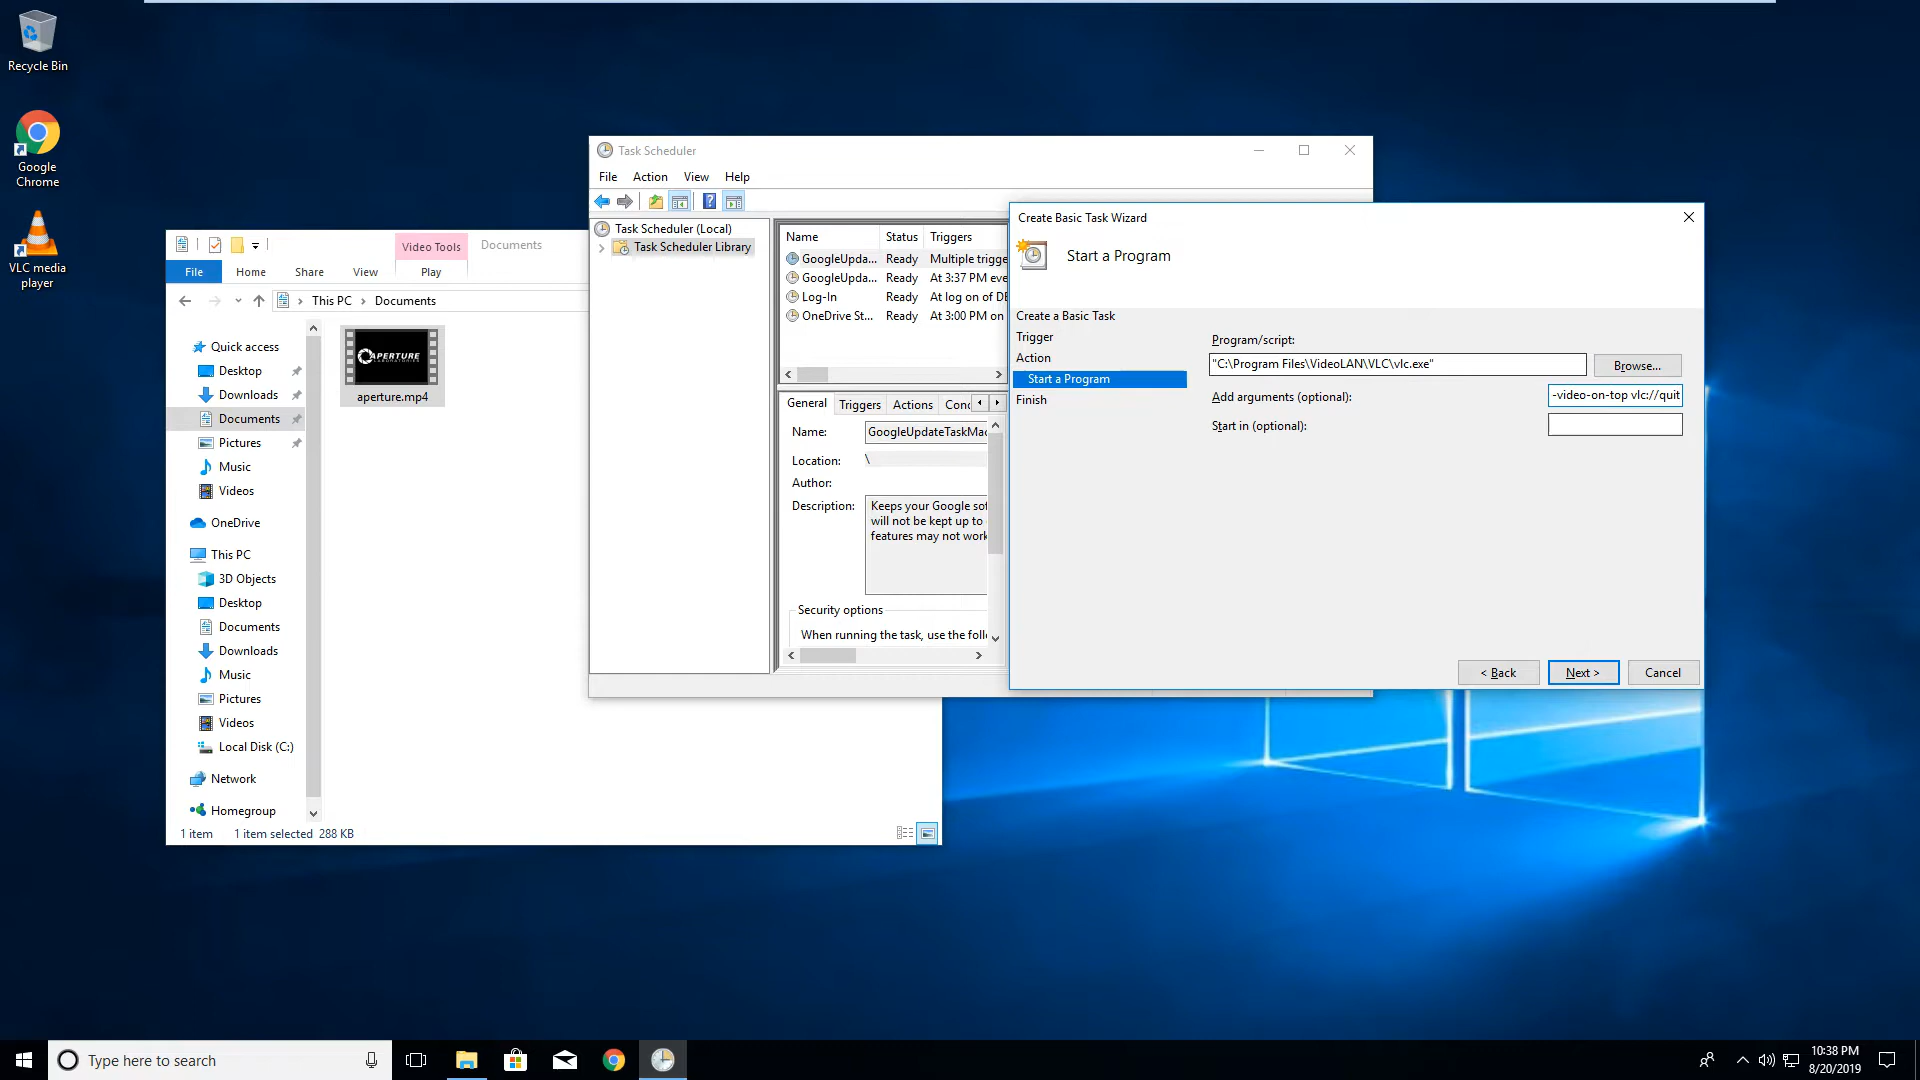 Recycle Bin
Google
Chrome
VLC media
player
Video Tools
Documents
File
Home
Share
View
Play
This PC
Documents
Quick access
Desktop
Downloads
Documents
Pictures
Music
Videos
OneDrive
This PC
3D Objects
Desktop
Documents
Downloads
Music
Pictures
Videos
Local Disk (C:)
Network
Homegroup
APERTURE
aperture.mp4
1 item
1 item selected 288 KB
Task Scheduler
File
Action
View
Help
Task Scheduler (Local)
Task Scheduler Library
Name
Status
Triggers
GoogleUpda...
Ready
Multiple trigge
GoogleUpda...
Ready
At 3:37 PM eve
Log-In
Ready
At log on of DE
OneDrive St...
Ready
At 3:00 PM on
General
Triggers
Actions
Name:
GoogleUpdateTaskMac
Location:
\
Author:
Description:
Keeps your Google sof
will not be kept up to
features may not work
Security options
When running the task, use the foll
Create Basic Task Wizard
Start a Program
Create a Basic Task
Trigger
Action
Start a Program
Finish
Program/script:
"C:\Program Files\VideoLAN\VLC\vlc.exe"
Browse...
Add arguments (optional):
-video-on-top vlc://quit
Start in (optional):
< Back
Next >
Cancel
Type here to search
10:38 PM
8/20/2019